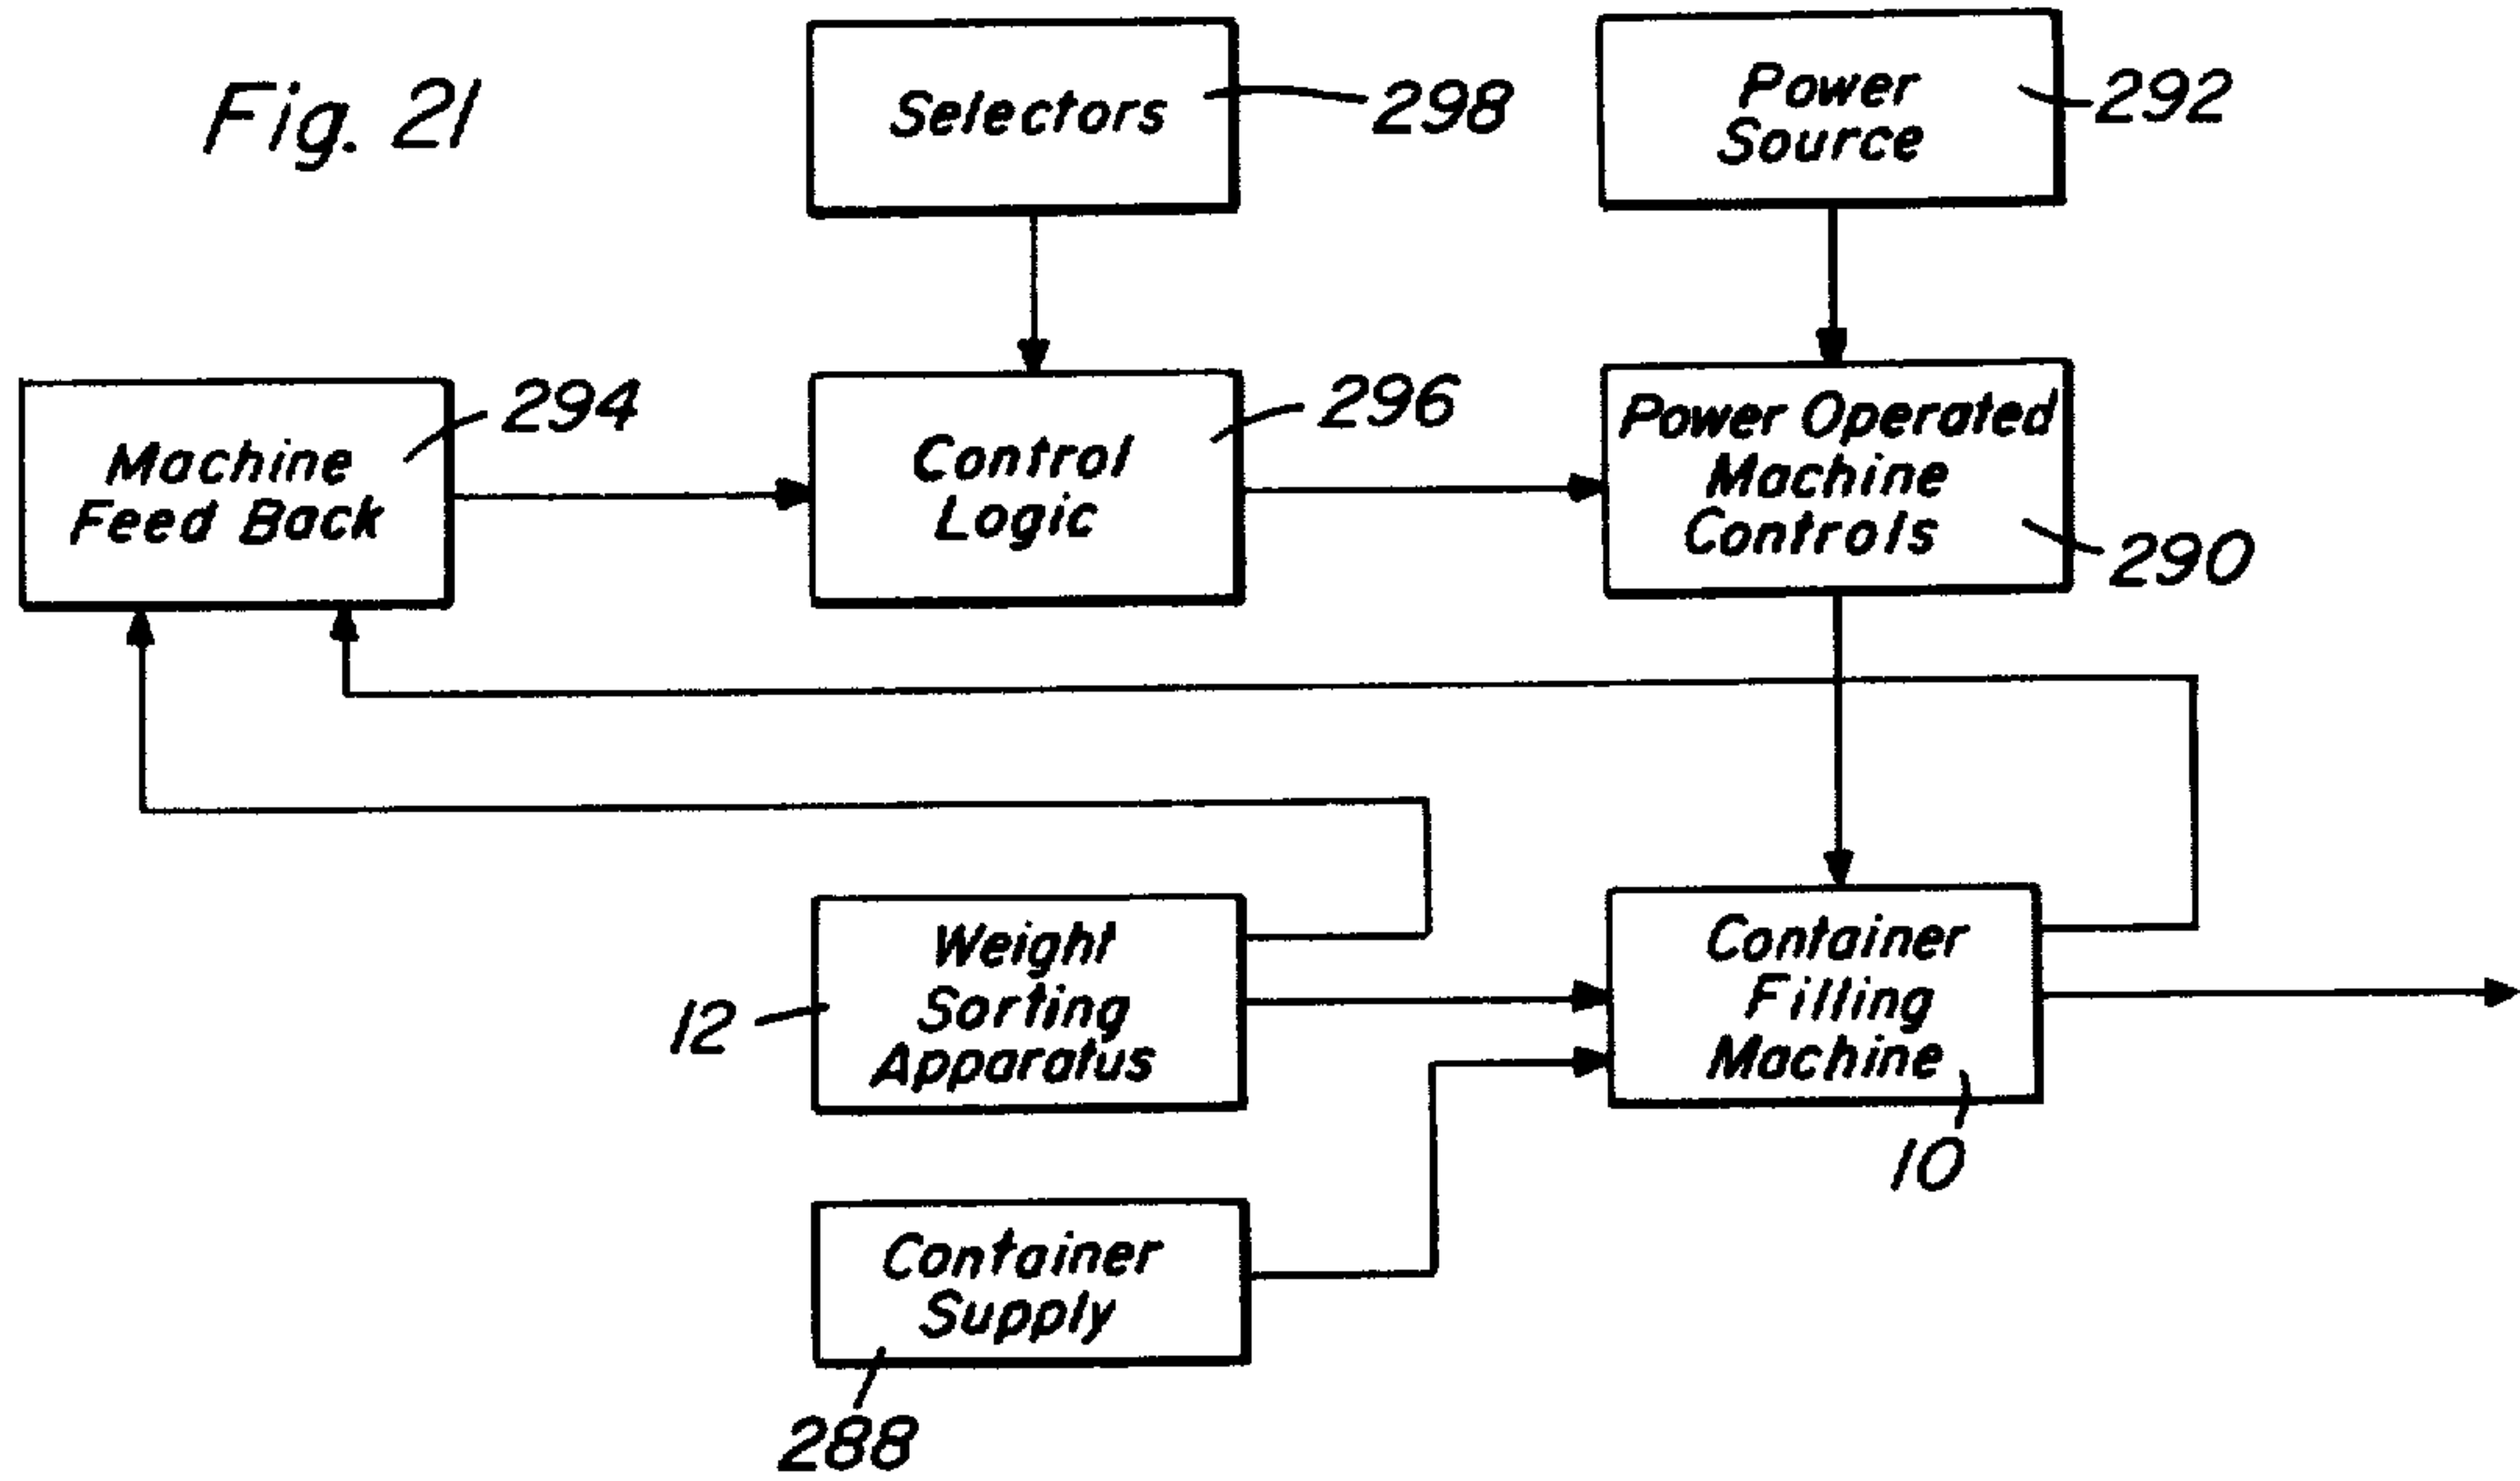 Fig. 21
Selectors
298
Power
Source
292
Machine
Feed Back
294
Control
Logic
296
Power Operated
Machine
Controls
290
Weight
Sorting
Apparatus
12
Container
Filling
Machine
10
Container
Supply
288